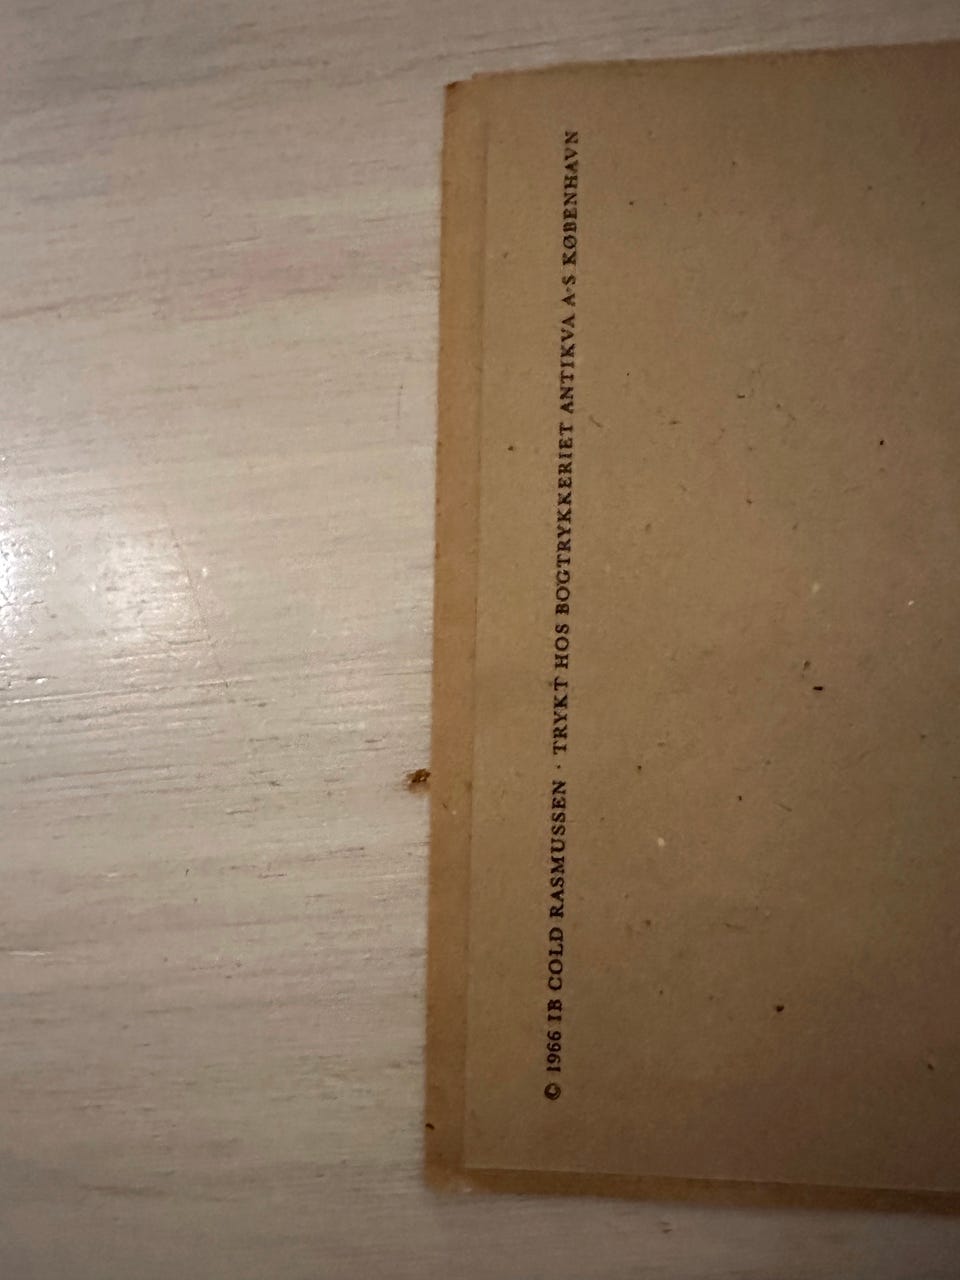 © 1966 IB COLD RASMUSSEN · TRYKT HOS BOGTRYKKERIET ANTIKVA A-S KØBENHAVN